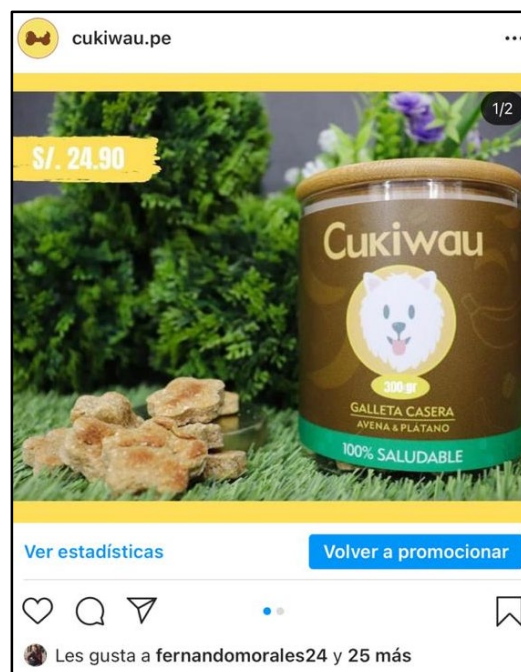 cukiwau.pe
1/2
S/. 24.90
Cukiwau
300 gr
GALLETA CASERA
AVENA & PLÁTANO
100% SALUDABLE
Ver estadísticas
Volver a promocionar
Les gusta a fernandomorales24 y 25 más